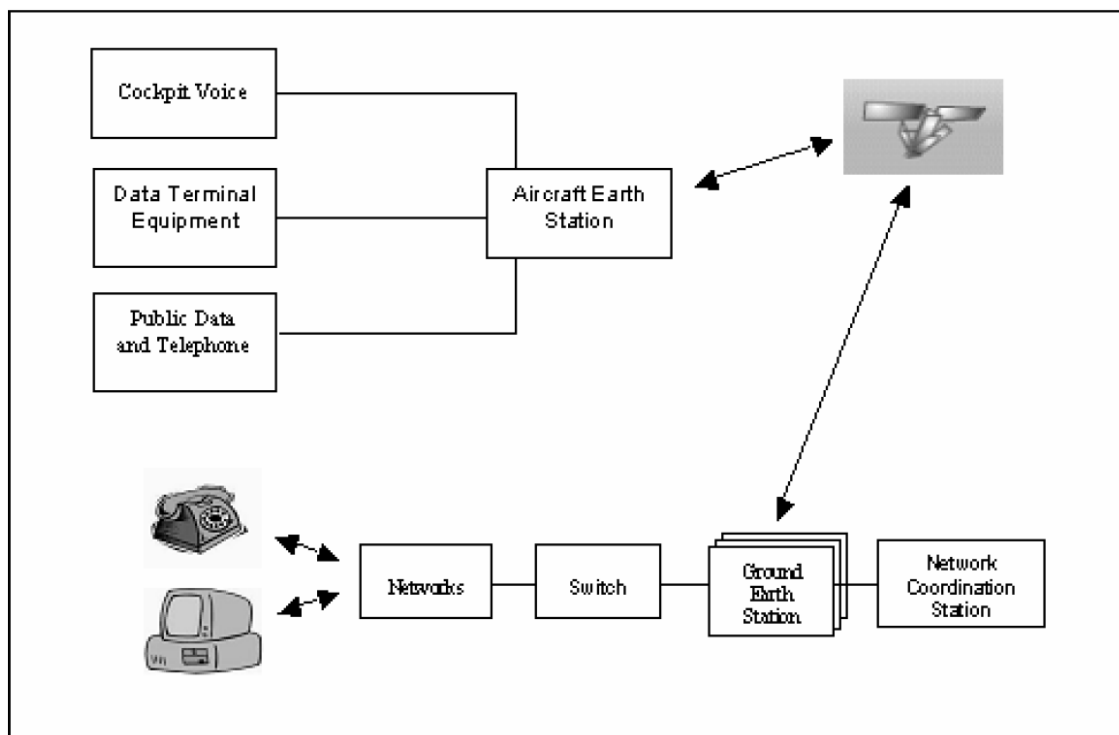 Cockpit Voice
Data Terminal
Equipment
Aircraft Earth
Station
Public Data
and Telephone
Networks
Switch
Ground
Earth
Station
Network
Coordination
Station